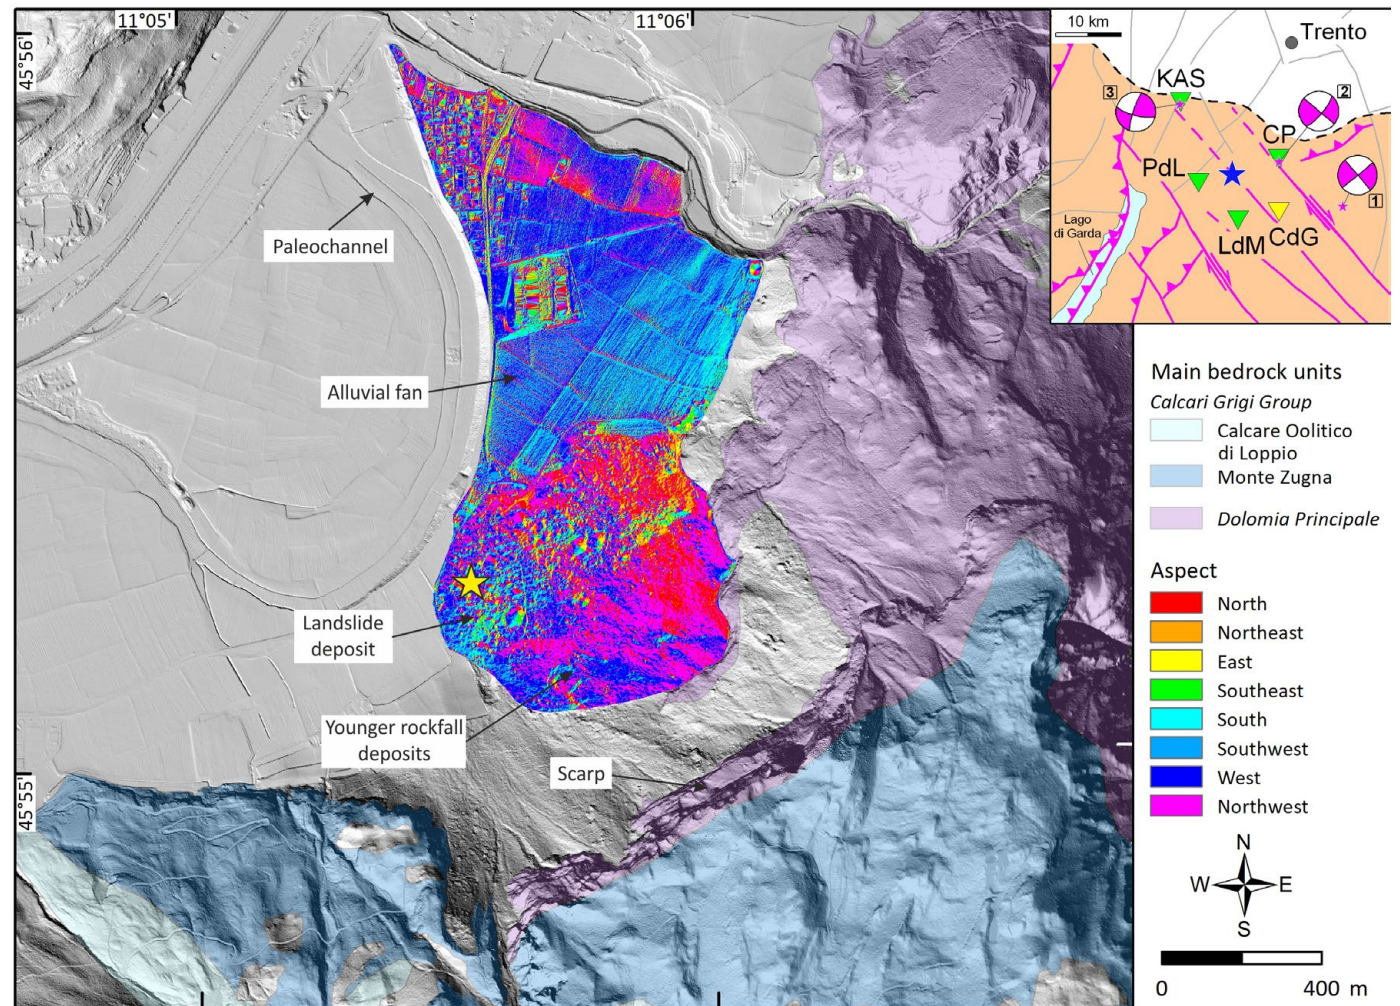 11°05'
11°06'
45°56'
10 km
Trento
KAS
3
2
CP
PdL
1
Lago
di Garda
LdM
CdG
Paleochannel
Alluvial fan
Landslide
deposit
Younger rockfall
deposits
Scarp
45°55'
Main bedrock units
Calcari Grigi Group
Calcare Oolitico
di Loppio
Monte Zugna
Dolomia Principale
Aspect
North
Northeast
East
Southeast
South
Southwest
West
Northwest
N
W
E
S
0
400 m